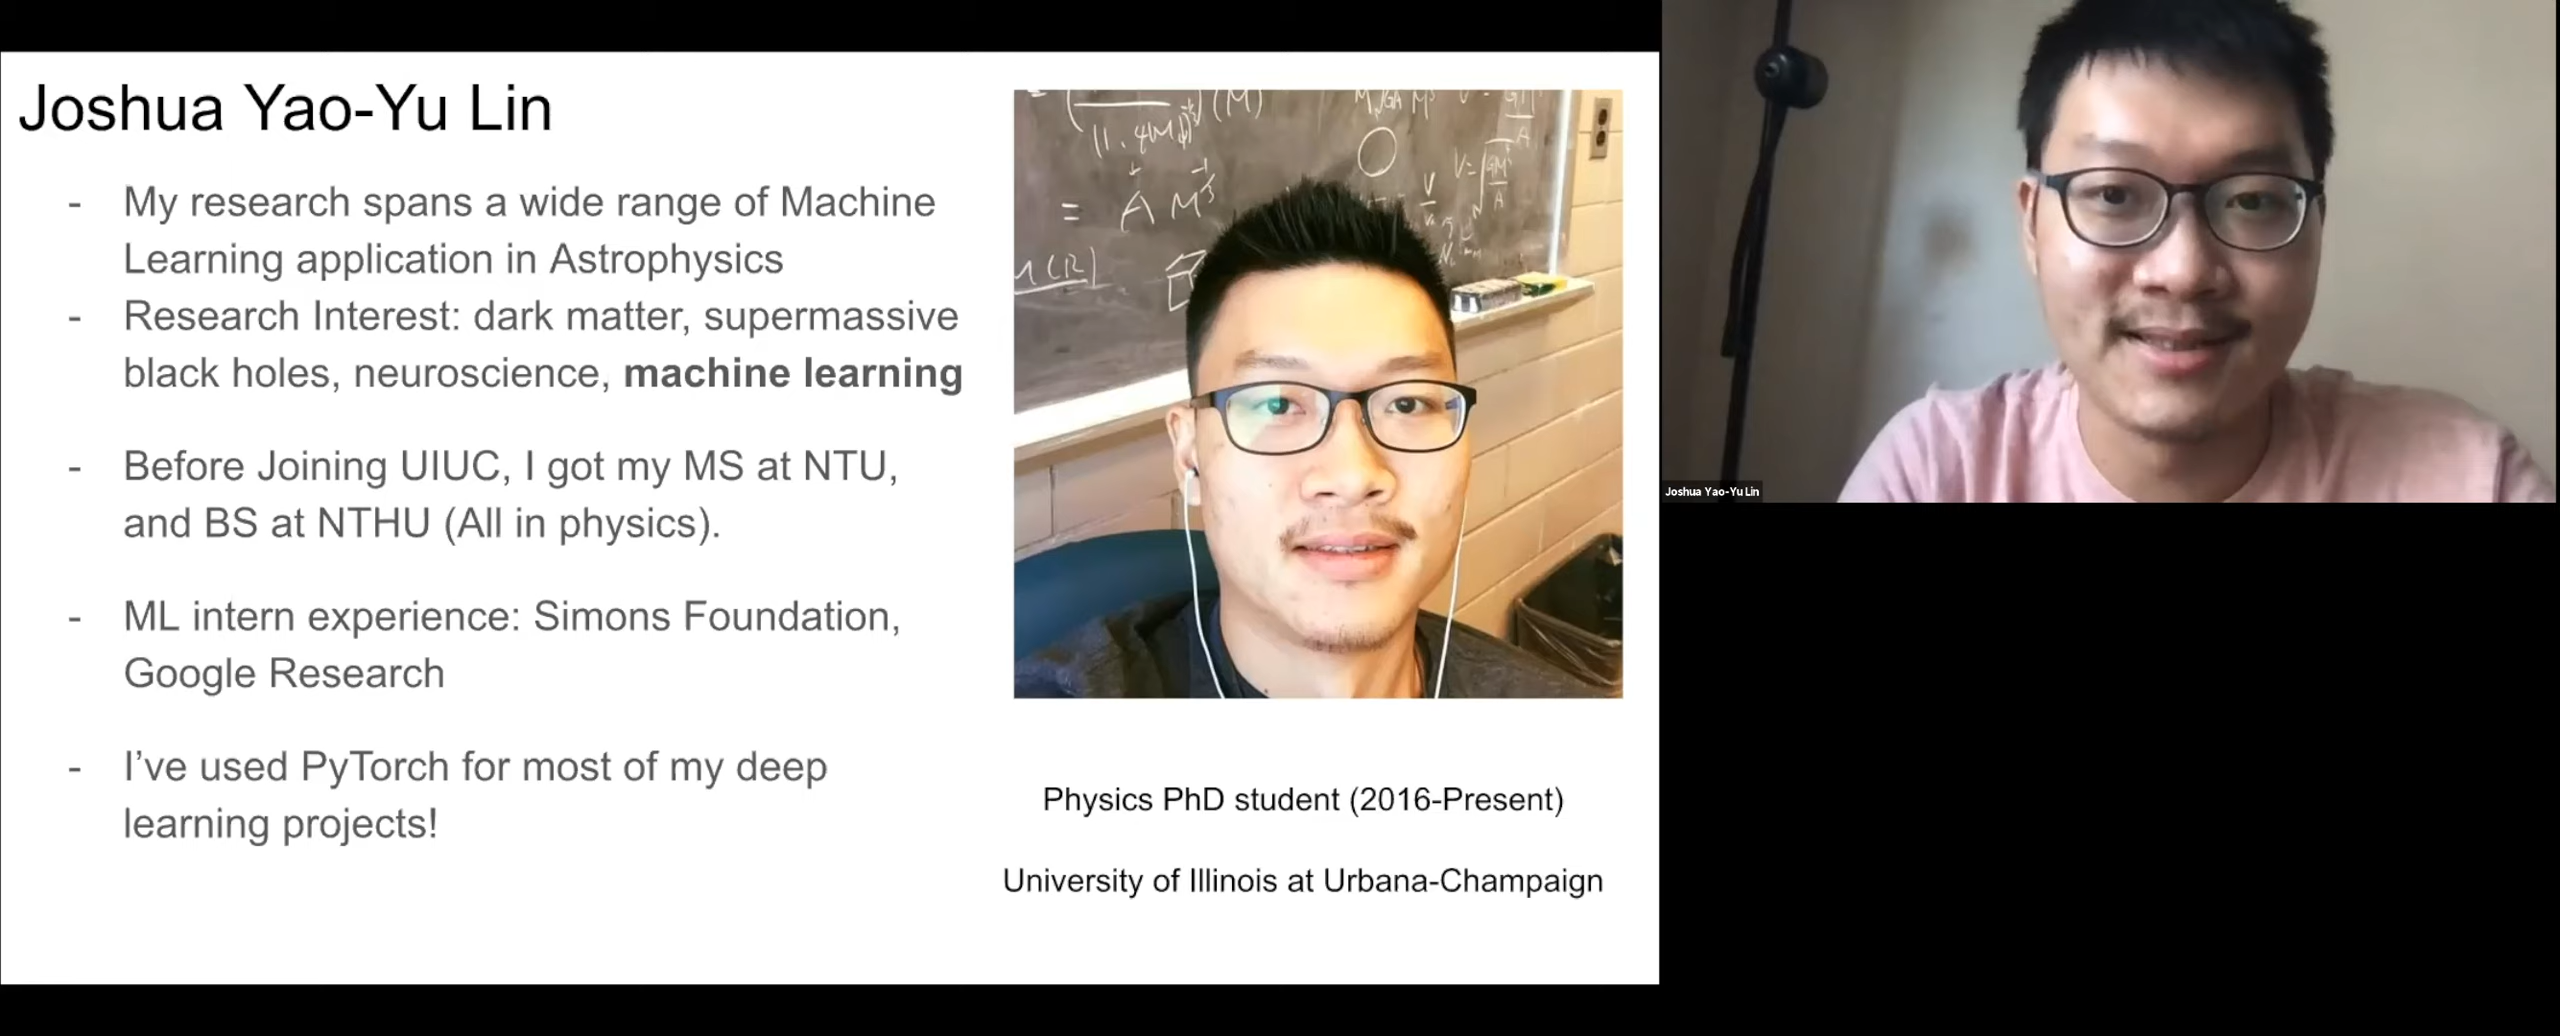 Joshua Yao-Yu Lin
- My research spans a wide range of Machine
Learning application in Astrophysics
- Research Interest: dark matter, supermassive
black holes, neuroscience, machine learning
- Before Joining UIUC, I got my MS at NTU,
and BS at NTHU (All in physics).
- ML intern experience: Simons Foundation,
Google Research
- I've used PyTorch for most of my deep
learning projects!
Physics PhD student (2016-Present)
University of Illinois at Urbana-Champaign
Joshua Yao-Yu Lin